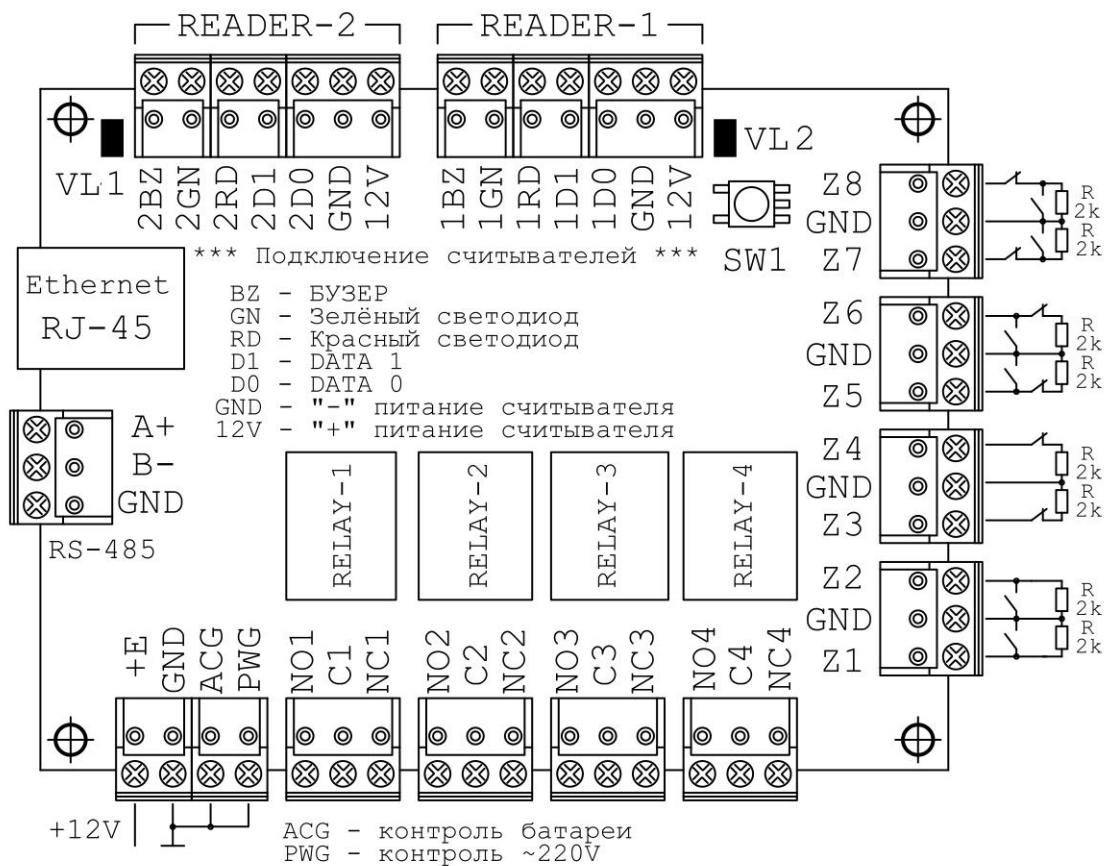 READER-2
READER-1
VL1
2BZ
2GN
2RD
2D1
2D0
GND
12V
1BZ
1GN
1RD
1D1
1D0
GND
12V
VL2
SW1
*** Подключение считывателей ***
Ethernet
RJ-45
BZ - БУЗЕР
GN - Зелёный светодиод
RD - Красный светодиод
D1 - DATA 1
D0 - DATA 0
GND - "-" питание считывателя
12V - "+" питание считывателя
A+
B-
GND
RS-485
RELAY-1
RELAY-2
RELAY-3
RELAY-4
Z8
GND
Z7
R
2k
R
2k
Z6
GND
Z5
R
2k
R
2k
Z4
GND
Z3
R
2k
R
2k
Z2
GND
Z1
R
2k
R
2k
+E
GND
ACG
PWG
NO1
C1
NC1
NO2
C2
NC2
NO3
C3
NC3
NO4
C4
NC4
+12V
ACG - контроль батареи
PWG - контроль ~220V